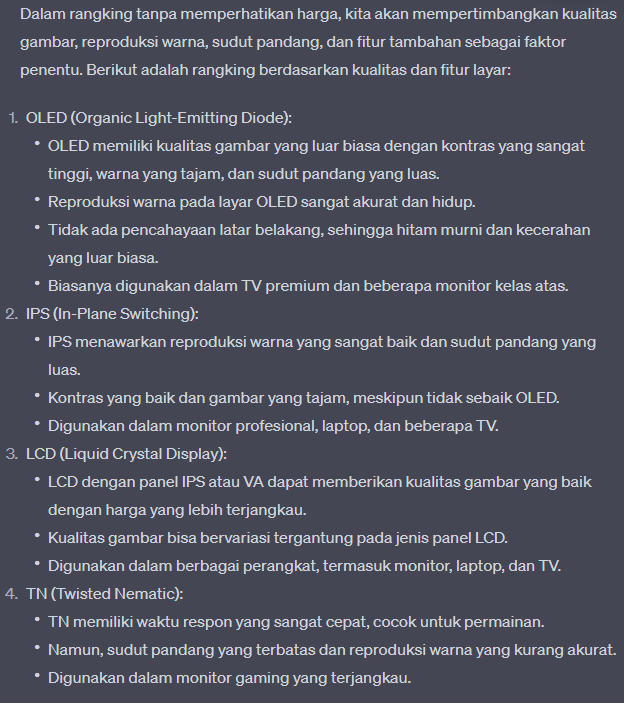 Dalam rangking tanpa memperhatikan harga, kita akan mempertimbangkan kualitas
gambar, reproduksi warna, sudut pandang, dan fitur tambahan sebagai faktor
penentu. Berikut adalah rangking berdasarkan kualitas dan fitur layar:
1. OLED (Organic Light-Emitting Diode):
• OLED memiliki kualitas gambar yang luar biasa dengan kontras yang sangat
tinggi, warna yang tajam, dan sudut pandang yang luas.
• Reproduksi warna pada layar OLED sangat akurat dan hidup.
• Tidak ada pencahayaan latar belakang, sehingga hitam murni dan kecerahan
yang luar biasa.
• Biasanya digunakan dalam TV premium dan beberapa monitor kelas atas.
2. IPS (In-Plane Switching):
• IPS menawarkan reproduksi warna yang sangat baik dan sudut pandang yang
luas.
• Kontras yang baik dan gambar yang tajam, meskipun tidak sebaik OLED.
• Digunakan dalam monitor profesional, laptop, dan beberapa TV.
3. LCD (Liquid Crystal Display):
• LCD dengan panel IPS atau VA dapat memberikan kualitas gambar yang baik
dengan harga yang lebih terjangkau.
• Kualitas gambar bisa bervariasi tergantung pada jenis panel LCD.
• Digunakan dalam berbagai perangkat, termasuk monitor, laptop, dan TV.
4. TN (Twisted Nematic):
• TN memiliki waktu respon yang sangat cepat, cocok untuk permainan.
• Namun, sudut pandang yang terbatas dan reproduksi warna yang kurang akurat.
• Digunakan dalam monitor gaming yang terjangkau.